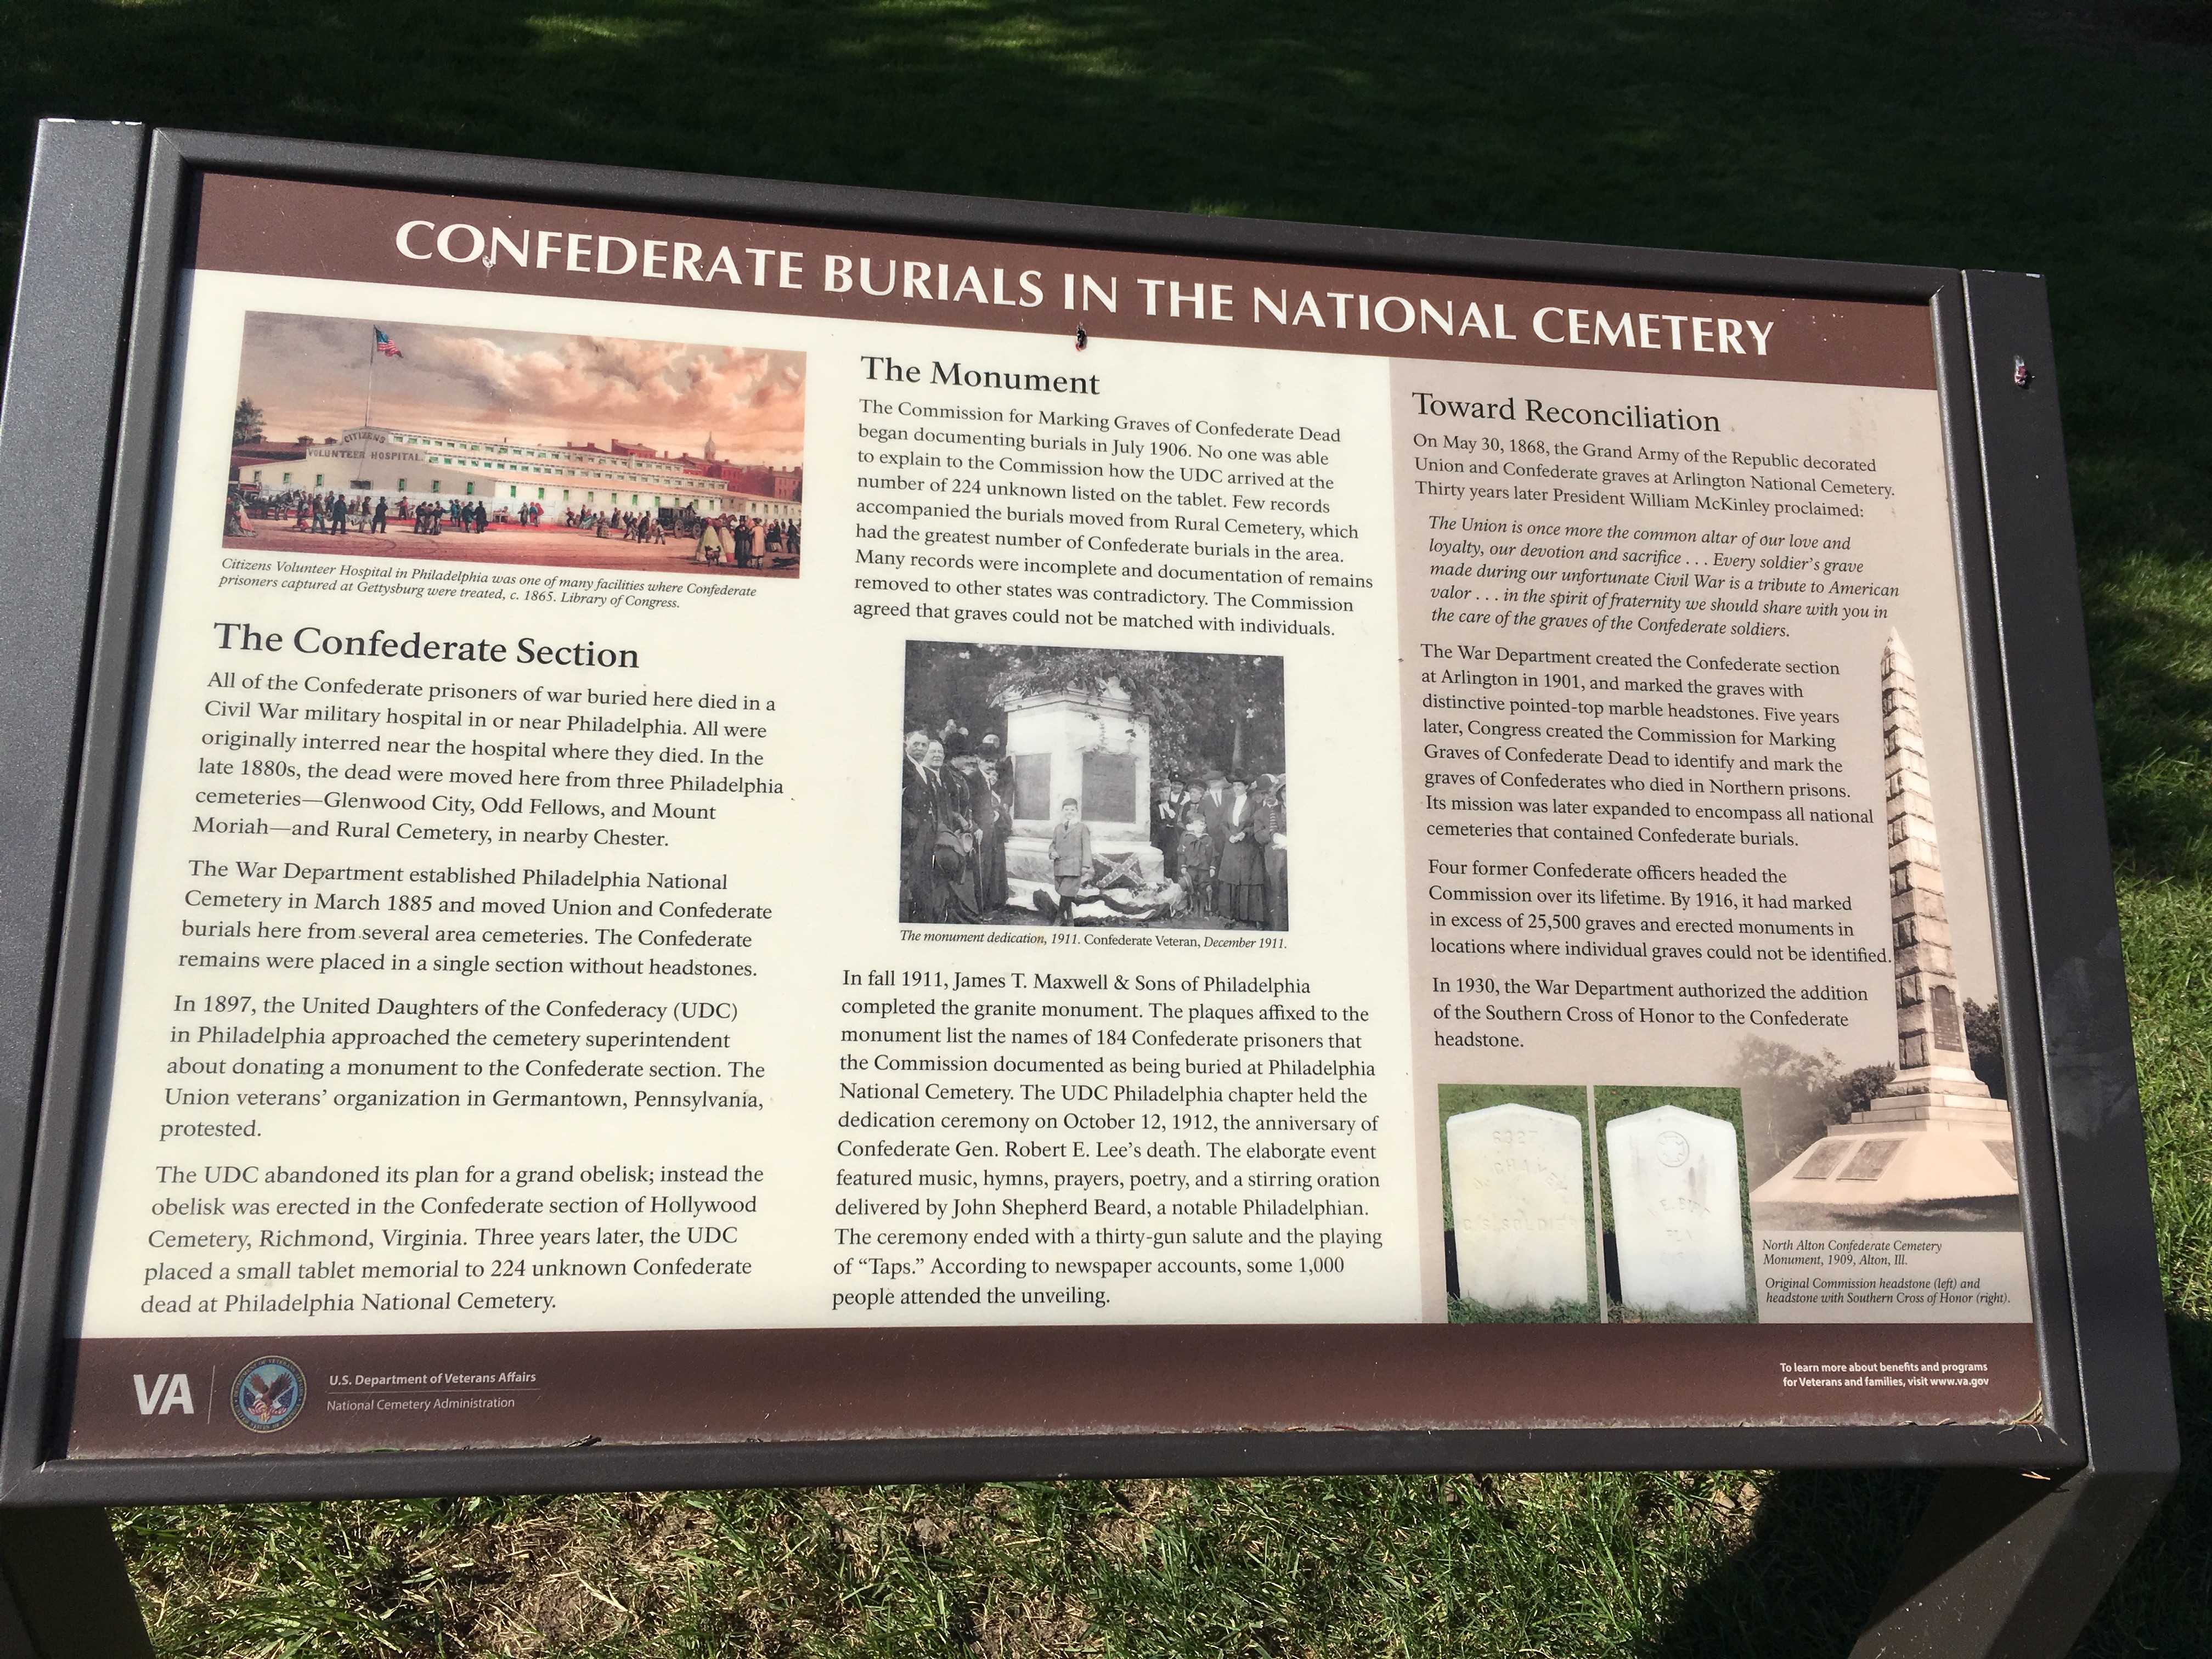 CONFEDERATE BURIALS IN THE NATIONAL CEMETERY
CITIZENS
VOLUNTEER HOSPITAL.
Citizens Volunteer Hospital in Philadelphia was one of many facilities where Confederate
prisoners captured at Gettysburg were treated, c. 1865. Library of Congress.
The Confederate Section
All of the Confederate prisoners of war buried here died in a
Civil War military hospital in or near Philadelphia. All were
originally interred near the hospital where they died. In the
late 1880s, the dead were moved here from three Philadelphia
cemeteries—Glenwood City, Odd Fellows, and Mount
Moriah—and Rural Cemetery, in nearby Chester.
The War Department established Philadelphia National
Cemetery in March 1885 and moved Union and Confederate
burials here from several area cemeteries. The Confederate
remains were placed in a single section without headstones.
In 1897, the United Daughters of the Confederacy (UDC)
in Philadelphia approached the cemetery superintendent
about donating a monument to the Confederate section. The
Union veterans' organization in Germantown, Pennsylvania,
protested.
The UDC abandoned its plan for a grand obelisk; instead the
obelisk was erected in the Confederate section of Hollywood
Cemetery, Richmond, Virginia. Three years later, the UDC
placed a small tablet memorial to 224 unknown Confederate
dead at Philadelphia National Cemetery.
The Monument
The Commission for Marking Graves of Confederate Dead
began documenting burials in July 1906. No one was able
to explain to the Commission how the UDC arrived at the
number of 224 unknown listed on the tablet. Few records
accompanied the burials moved from Rural Cemetery, which
had the greatest number of Confederate burials in the area.
Many records were incomplete and documentation of remains
removed to other states was contradictory. The Commission
agreed that graves could not be matched with individuals.
The monument dedication, 1911. Confederate Veteran, December 1911.
In fall 1911, James T. Maxwell & Sons of Philadelphia
completed the granite monument. The plaques affixed to the
monument list the names of 184 Confederate prisoners that
the Commission documented as being buried at Philadelphia
National Cemetery. The UDC Philadelphia chapter held the
dedication ceremony on October 12, 1912, the anniversary of
Confederate Gen. Robert E. Lee's death. The elaborate event
featured music, hymns, prayers, poetry, and a stirring oration
delivered by John Shepherd Beard, a notable Philadelphian.
The ceremony ended with a thirty-gun salute and the playing
of "Taps." According to newspaper accounts, some 1,000
people attended the unveiling.
Toward Reconciliation
On May 30, 1868, the Grand Army of the Republic decorated
Union and Confederate graves at Arlington National Cemetery.
Thirty years later President William McKinley proclaimed:
The Union is once more the common altar of our love and
loyalty, our devotion and sacrifice . . . Every soldier's grave
made during our unfortunate Civil War is a tribute to American
valor . . . in the spirit of fraternity we should share with you in
the care of the graves of the Confederate soldiers.
The War Department created the Confederate section
at Arlington in 1901, and marked the graves with
distinctive pointed-top marble headstones. Five years
later, Congress created the Commission for Marking
Graves of Confederate Dead to identify and mark the
graves of Confederates who died in Northern prisons.
Its mission was later expanded to encompass all national
cemeteries that contained Confederate burials.
Four former Confederate officers headed the
Commission over its lifetime. By 1916, it had marked
in excess of 25,500 graves and erected monuments in
locations where individual graves could not be identified.
In 1930, the War Department authorized the addition
of the Southern Cross of Honor to the Confederate
headstone.
North Alton Confederate Cemetery
Monument, 1909, Alton, Ill.
Original Commission headstone (left) and
headstone with Southern Cross of Honor (right).
VA
U.S. Department of Veterans Affairs
National Cemetery Administration
To learn more about benefits and programs
for Veterans and families, visit www.va.gov